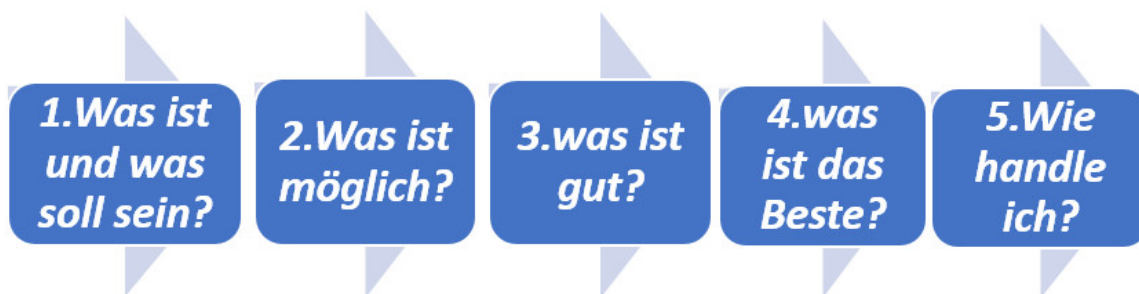 1.Was ist
und was
soll sein?
2.Was ist
möglich?
3.was ist
gut?
4.was
ist das
Beste?
5.Wie
handle
ich?